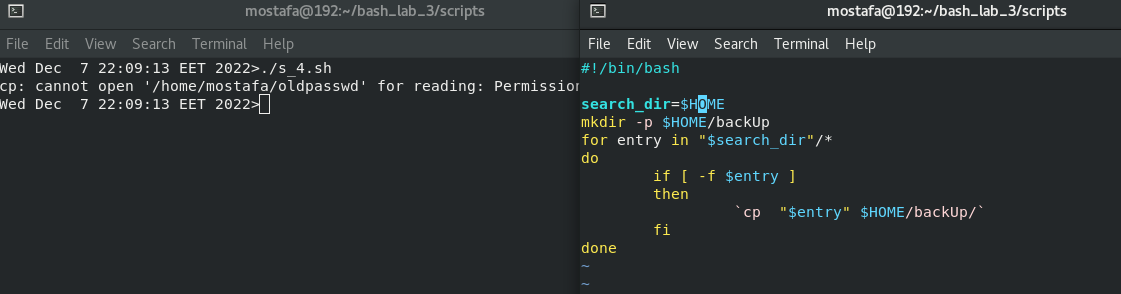 mostafa@192:~/bash_lab_3/scripts
File Edit View Search Terminal Help
Wed Dec  7 22:09:13 EET 2022>./s_4.sh
cp: cannot open '/home/mostafa/oldpasswd' for reading: Permission
Wed Dec  7 22:09:13 EET 2022>
mostafa@192:~/bash_lab_3/scripts
File Edit View Search Terminal Help
#!/bin/bash
search_dir=$HOME
mkdir -p $HOME/backUp
for entry in "$search_dir"/*
do
        if [ -f $entry ]
        then
                 `cp  "$entry" $HOME/backUp/`
        fi
done
~
~